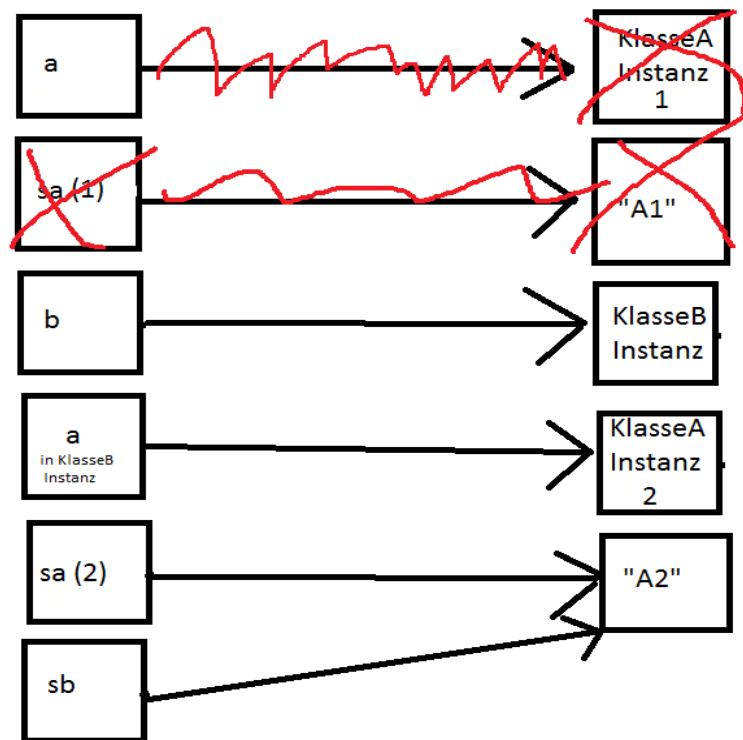 a
KlasseA
Instanz
1
sa (1)
"A1"
b
KlasseB
Instanz
a
in KlasseB
Instanz
KlasseA
Instanz
2
sa (2)
"A2"
sb